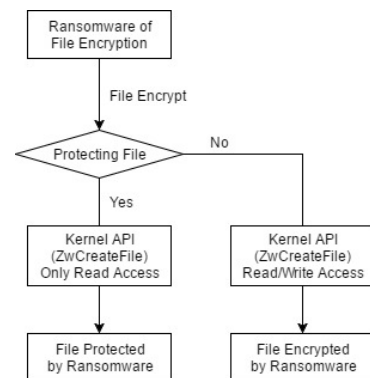 Ransomware of
File Encryption
File Encrypt
Protecting File
No
Yes
Kernel API
(ZwCreateFile)
Only Read Access
Kernel API
(ZwCreateFile)
Read/Write Access
File Protected
by Ransomware
File Encrypted
by Ransomware